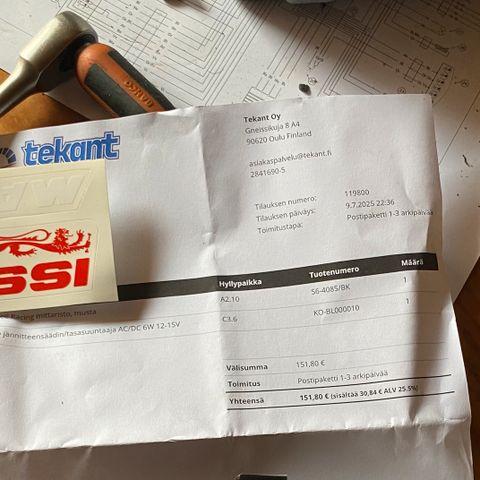 tekant
Tekant Oy
Gneissikuja 8 A4
90620 Oulu Finland
asiakaspalvelu@tekant.fi
2841690-5
Tilauksen numero: 119800
Tilauksen päiväys: 9.7.2025 22:36
Toimitustapa: Postipaketti 1-3 arkipäivää
SSI
Hyllypaikka Tuotenumero Määrä
Racing mittaristo, musta A2.10 56-4085/BK 1
jännitteensäädin/tasasuuntaaja AC/DC 6W 12-15V C3.6 KO-BL000010 1
Välisumma 151,80 €
Toimitus Postipaketti 1-3 arkipäivää
Yhteensä 151,80 € (sisältää 30,84 € ALV 25.5%)